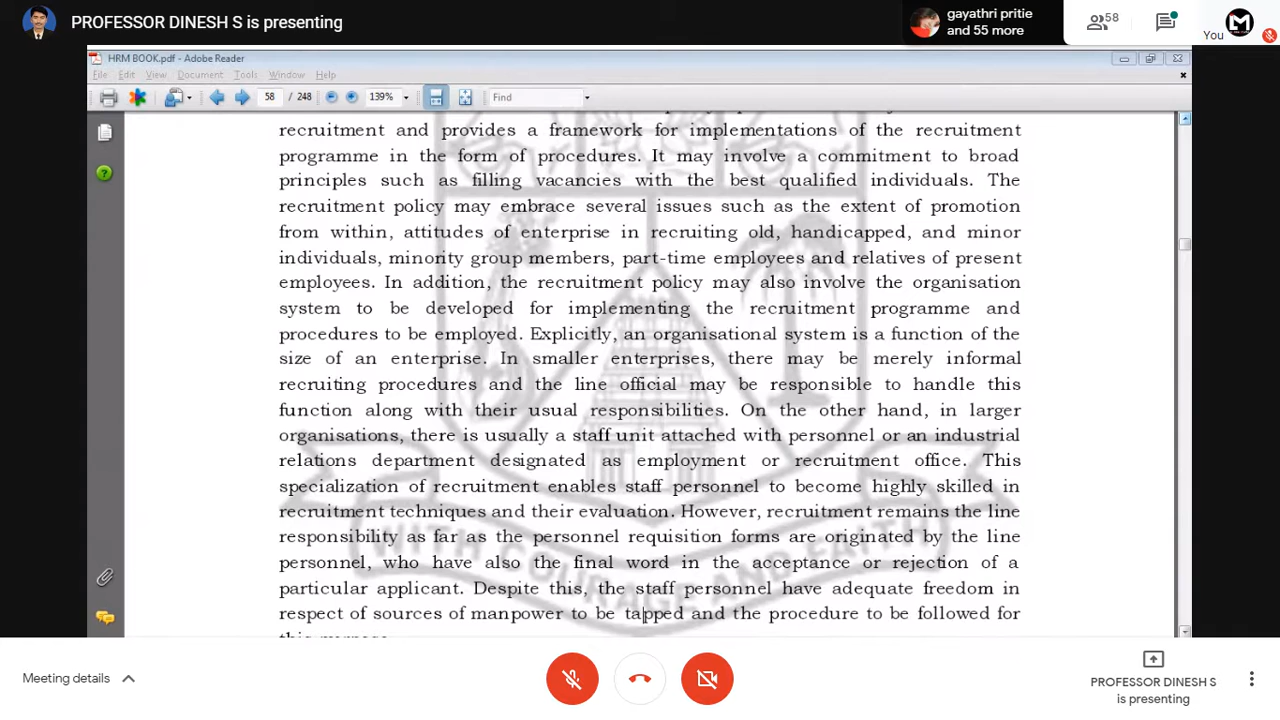 PROFESSOR DINESH S is presenting
gayathri pritie
and 55 more
58
You
M
HRM BOOK.pdf - Adobe Reader
File Edit View Document Tools Window Help
58 / 248 139% Find
recruitment and provides a framework for implementations of the recruitment
programme in the form of procedures. It may involve a commitment to broad
principles such as filling vacancies with the best qualified individuals. The
recruitment policy may embrace several issues such as the extent of promotion
from within, attitudes of enterprise in recruiting old, handicapped, and minor
individuals, minority group members, part-time employees and relatives of present
employees. In addition, the recruitment policy may also involve the organisation
system to be developed for implementing the recruitment programme and
procedures to be employed. Explicitly, an organisational system is a function of the
size of an enterprise. In smaller enterprises, there may be merely informal
recruiting procedures and the line official may be responsible to handle this
function along with their usual responsibilities. On the other hand, in larger
organisations, there is usually a staff unit attached with personnel or an industrial
relations department designated as employment or recruitment office. This
specialization of recruitment enables staff personnel to become highly skilled in
recruitment techniques and their evaluation. However, recruitment remains the line
responsibility as far as the personnel requisition forms are originated by the line
personnel, who have also the final word in the acceptance or rejection of a
particular applicant. Despite this, the staff personnel have adequate freedom in
respect of sources of manpower to be tapped and the procedure to be followed for
WITH COURAGE AND FAITH
Meeting details
PROFESSOR DINESH S
is presenting